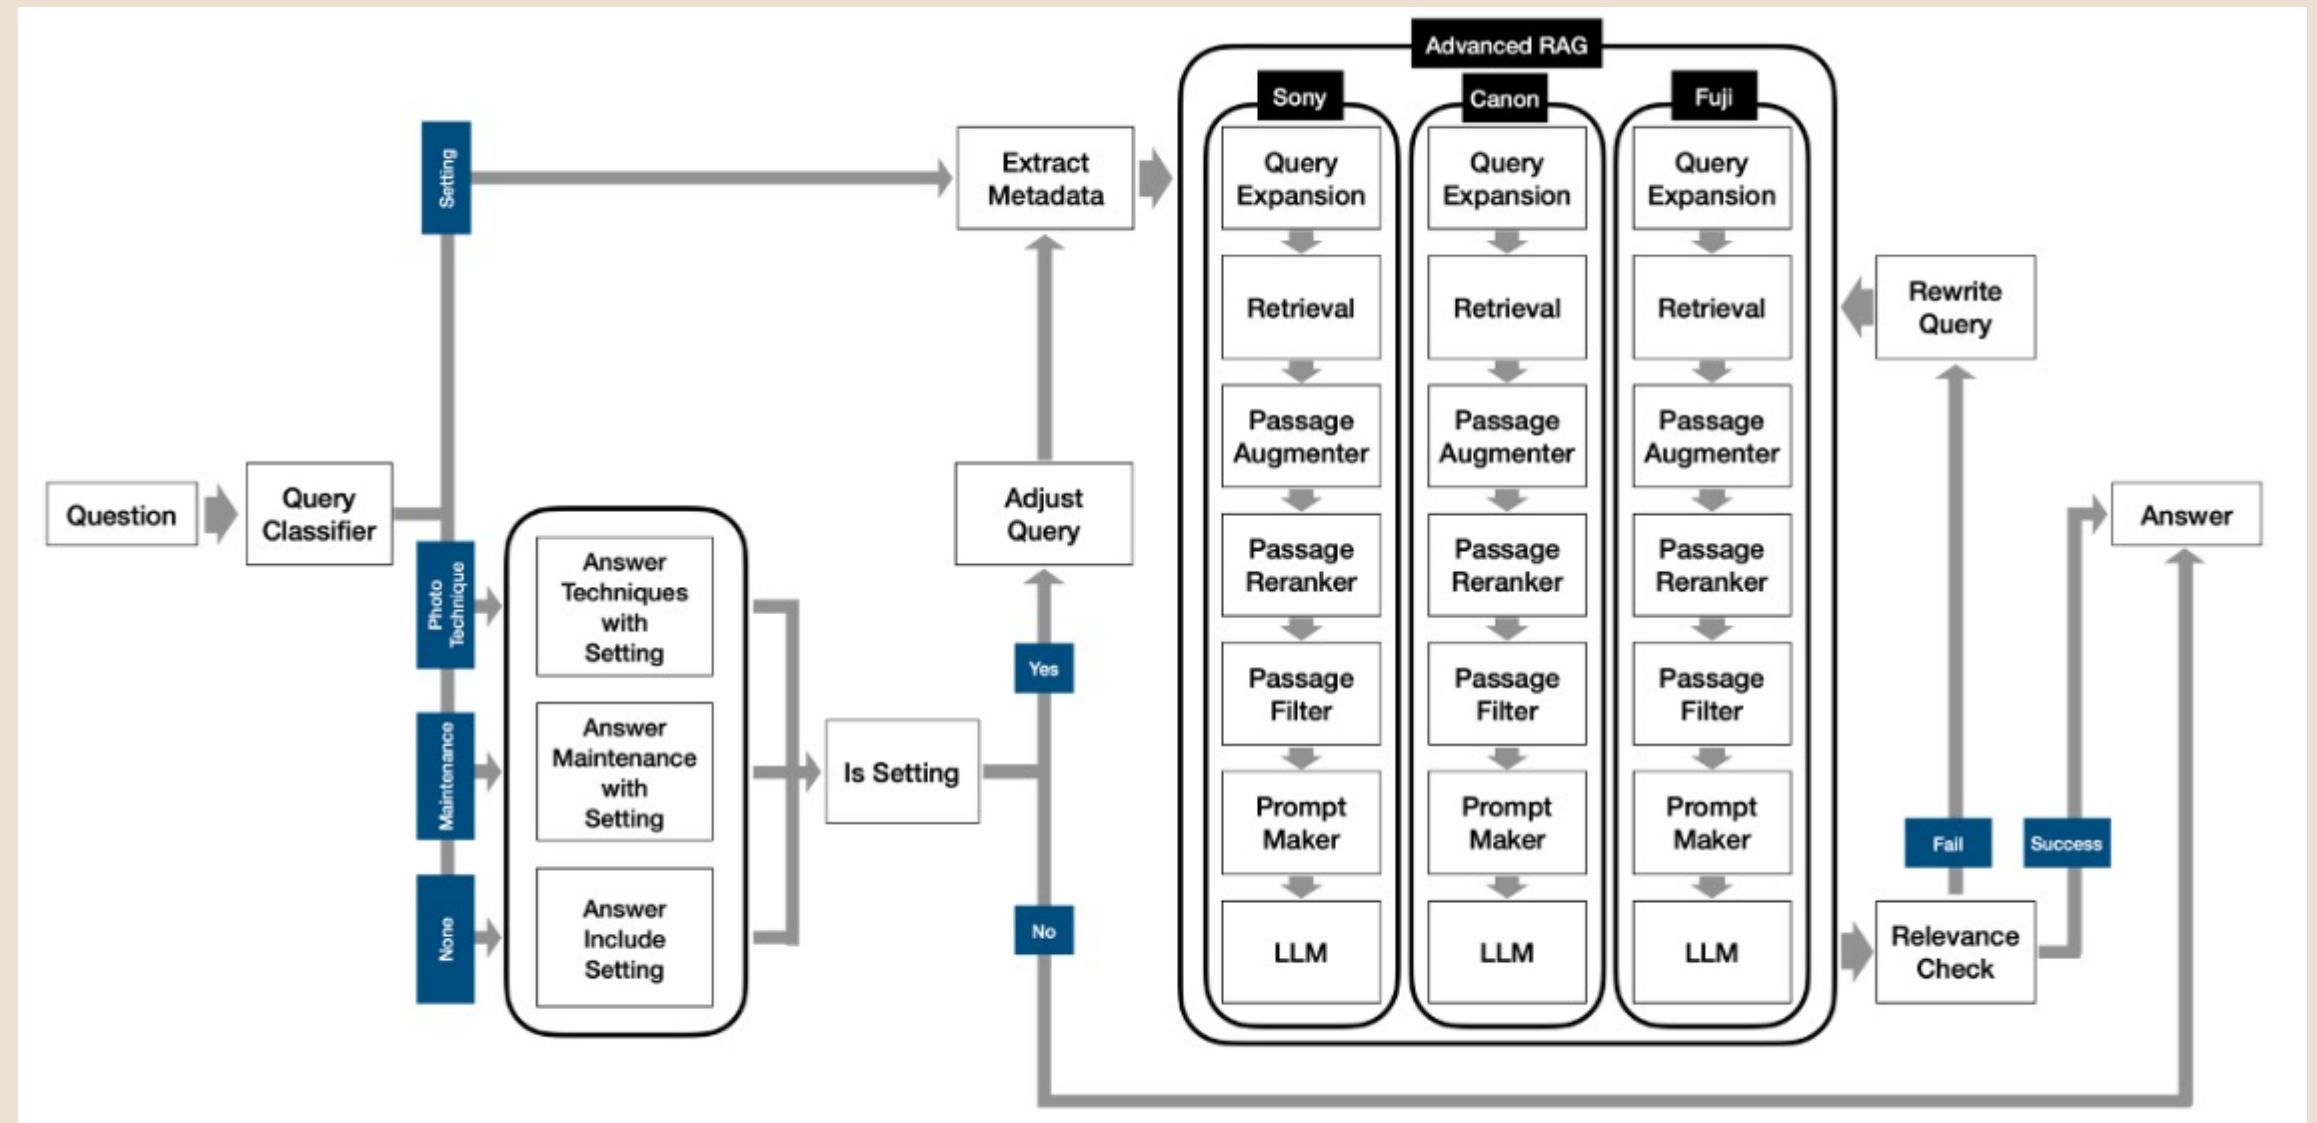 Advanced RAG
Sony
Canon
Fuji
Setting
Extract
Metadata
Query
Expansion
Query
Expansion
Query
Expansion
Retrieval
Retrieval
Retrieval
Rewrite
Query
Passage
Augmenter
Passage
Augmenter
Passage
Augmenter
Question
Query
Classifier
Adjust
Query
Answer
Photo
Technique
Answer
Techniques
with
Setting
Passage
Reranker
Passage
Reranker
Passage
Reranker
Yes
Passage
Filter
Passage
Filter
Passage
Filter
Maintenance
Answer
Maintenance
with
Setting
Is Setting
Prompt
Maker
Prompt
Maker
Prompt
Maker
Fail
Success
None
Answer
Include
Setting
No
LLM
LLM
LLM
Relevance
Check